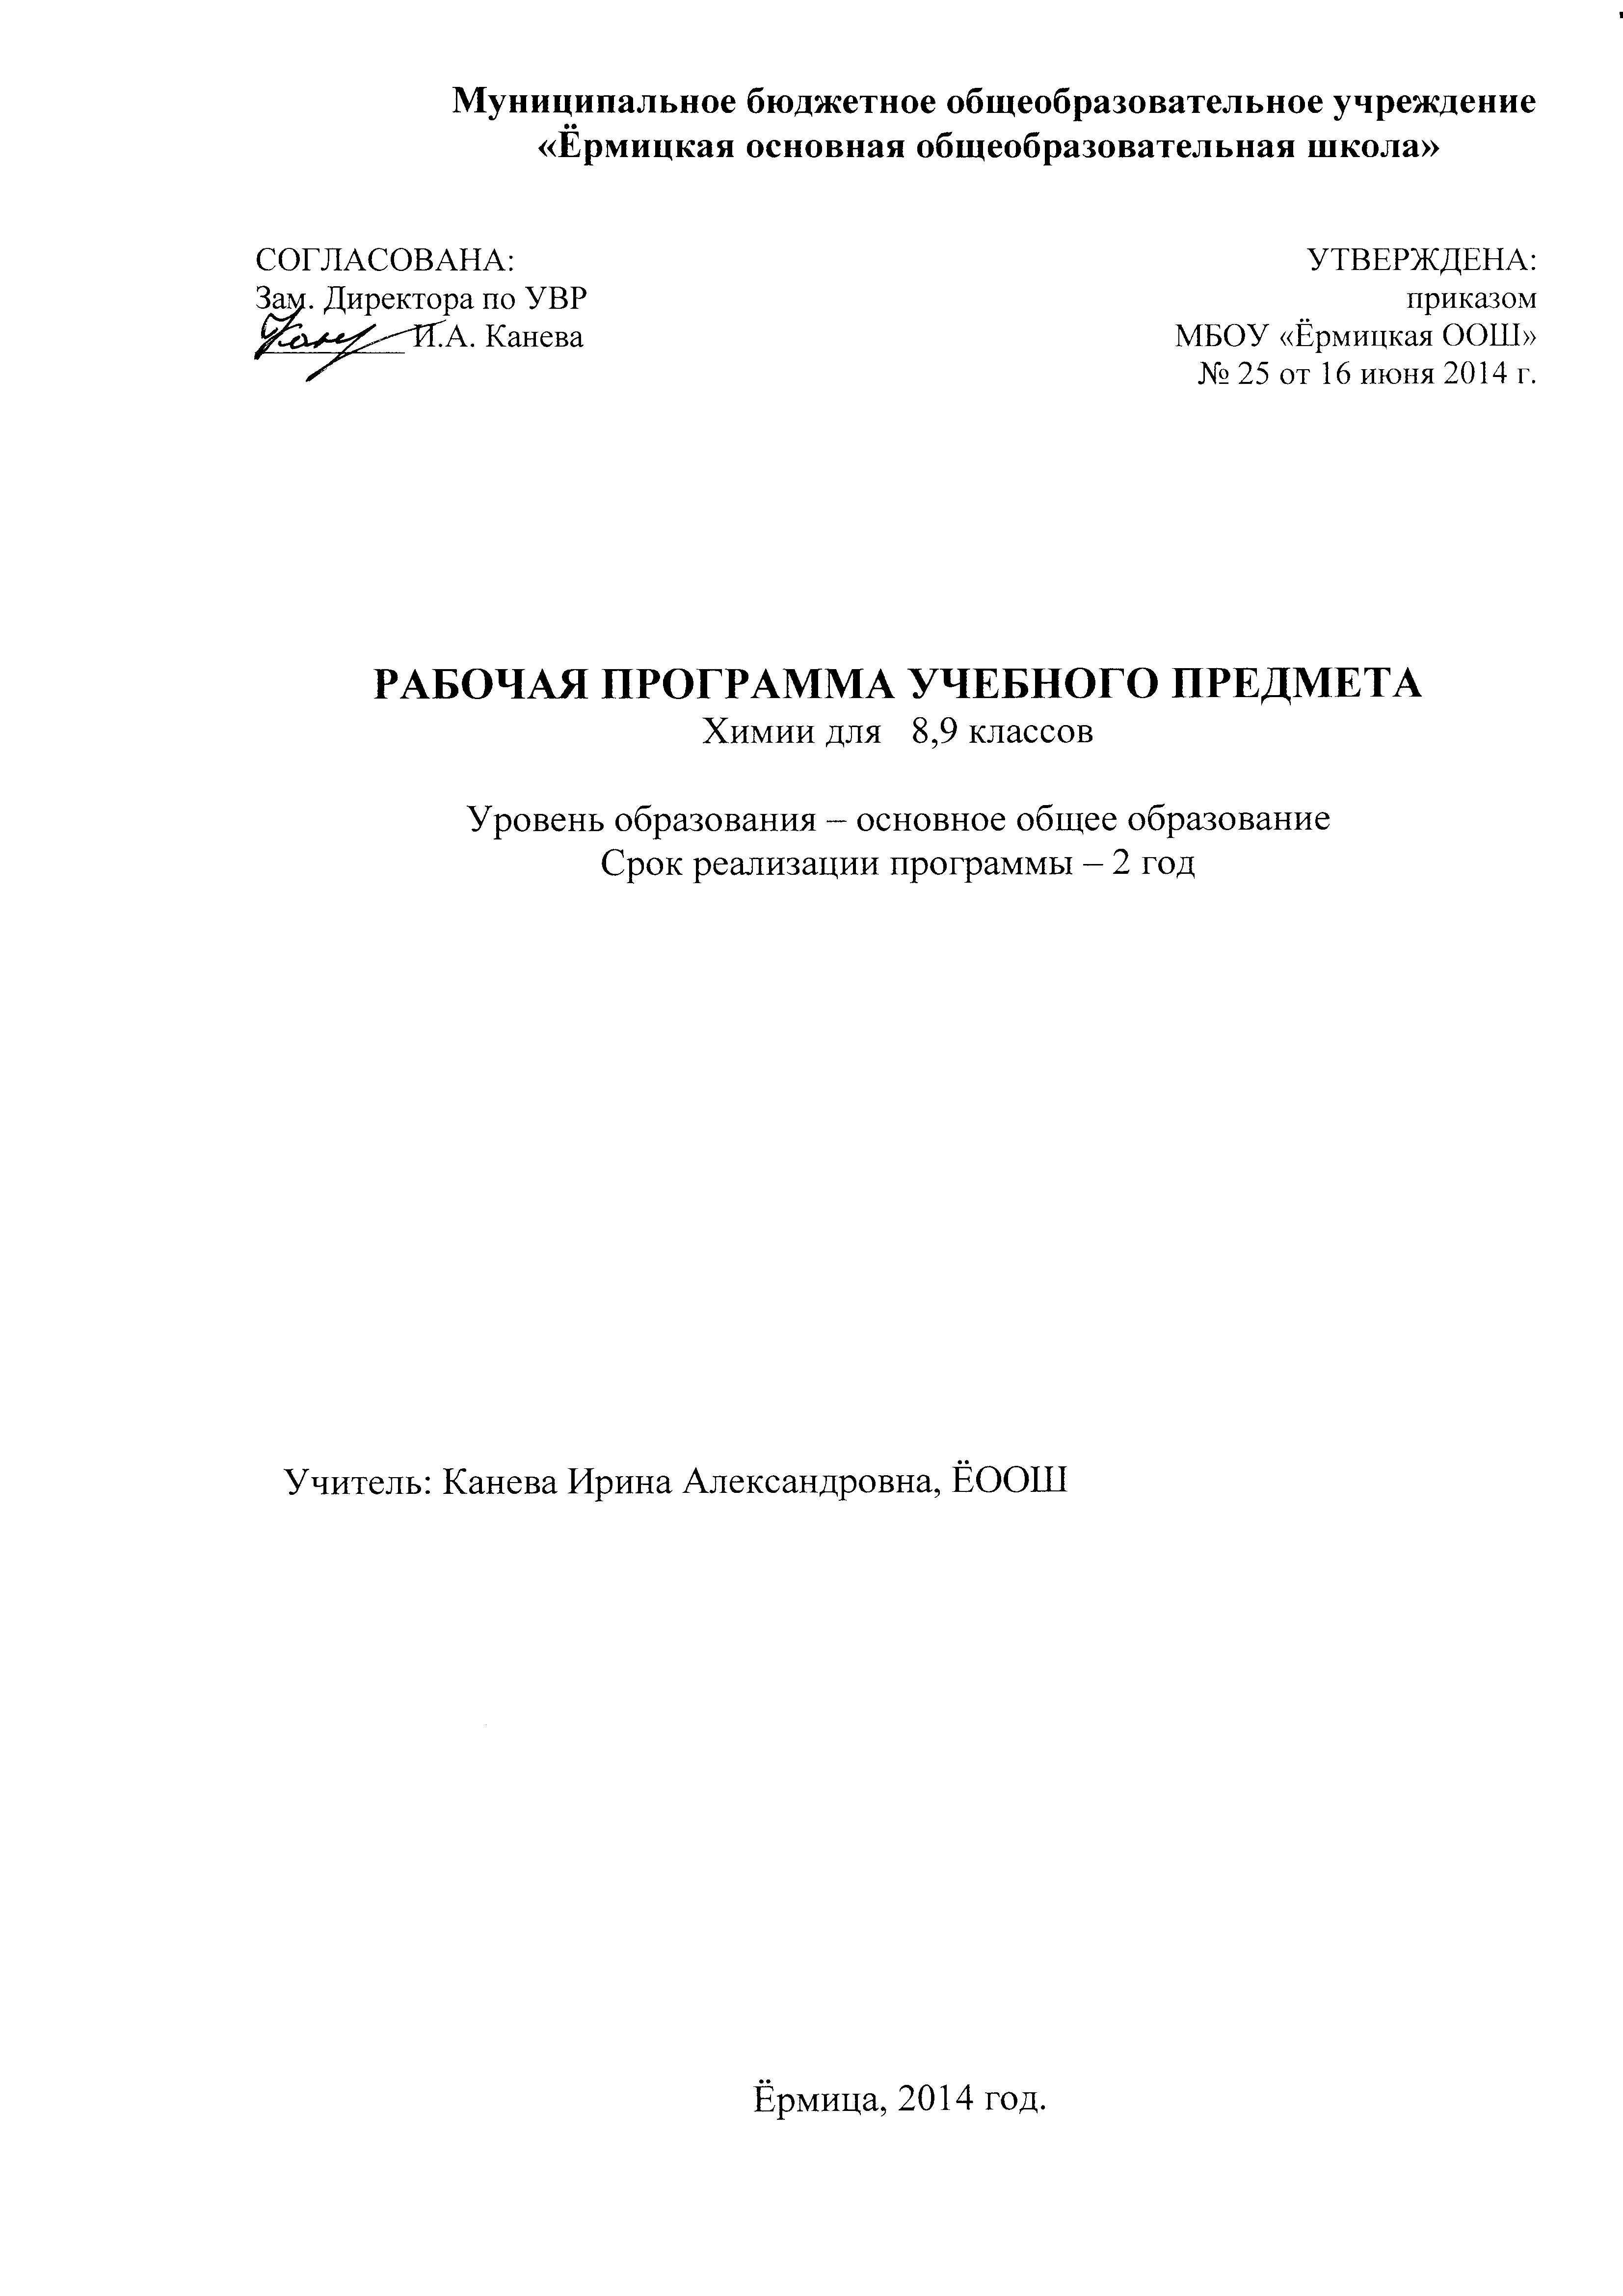 Муниципальное бюджетное общеобразовательное учреждение
«Ёрмицкая основная общеобразовательная школа»
СОГЛАСОВАНА:
Зам. Директора по УВР
И.А. Канева
УТВЕРЖДЕНА:
приказом
МБОУ «Ёрмицкая ООШ»
№ 25 от 16 июня 2014 г.
РАБОЧАЯ ПРОГРАММА УЧЕБНОГО ПРЕДМЕТА
Химии для 8,9 классов
Уровень образования – основное общее образование
Срок реализации программы – 2 год
Учитель: Канева Ирина Александровна, ЁООШ
Ёрмица, 2014 год.